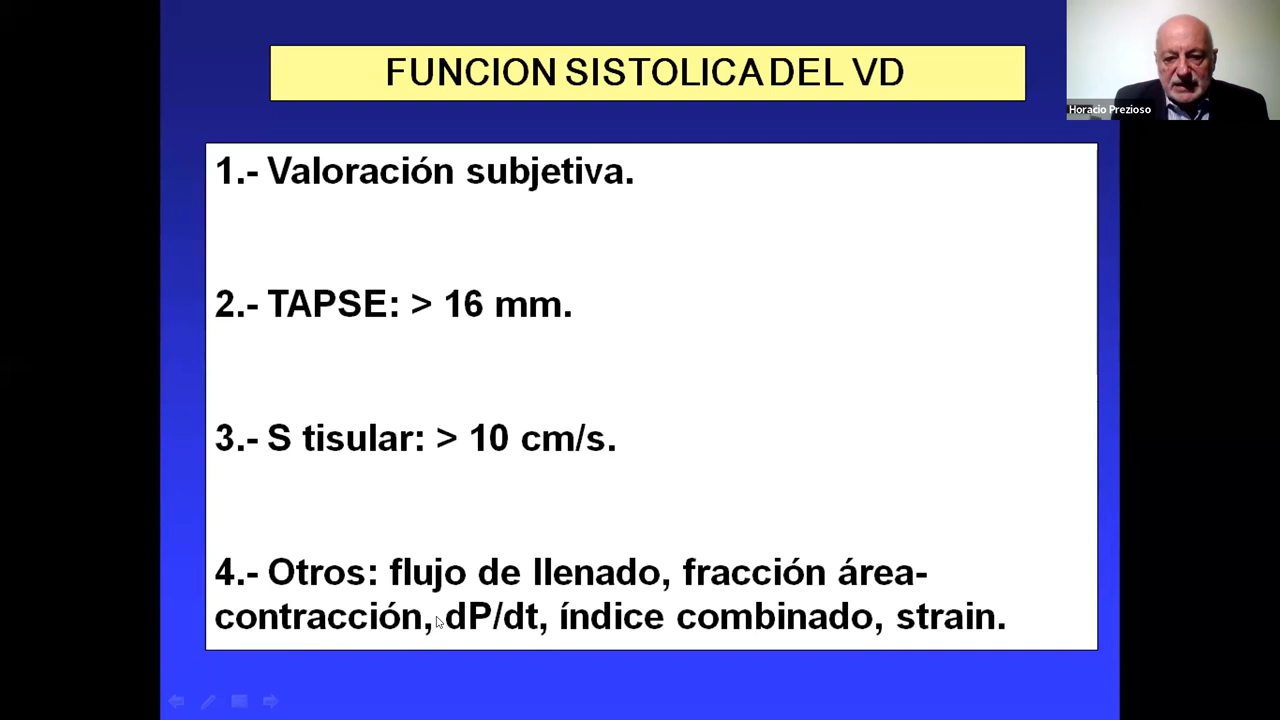 FUNCION SISTOLICA DEL VD
Horacio Prezioso
1.- Valoración subjetiva.
2.- TAPSE: > 16 mm.
3.- S tisular: > 10 cm/s.
4.- Otros: flujo de llenado, fracción área-
contracción, dP/dt, índice combinado, strain.